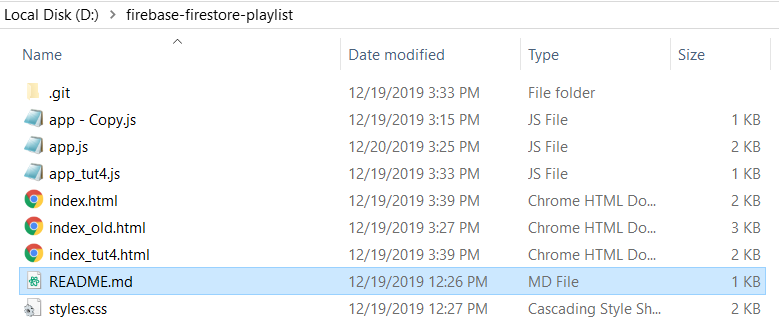 Local Disk (D:) > firebase-firestore-playlist
Name Date modified Type Size
.git 12/19/2019 3:33 PM File folder
app - Copy.js 12/19/2019 3:15 PM JS File 1 KB
app.js 12/20/2019 3:25 PM JS File 2 KB
app_tut4.js 12/19/2019 3:33 PM JS File 1 KB
index.html 12/19/2019 3:39 PM Chrome HTML Do... 2 KB
index_old.html 12/19/2019 3:27 PM Chrome HTML Do... 3 KB
index_tut4.html 12/19/2019 3:39 PM Chrome HTML Do... 2 KB
README.md 12/19/2019 12:26 PM MD File 1 KB
styles.css 12/19/2019 12:27 PM Cascading Style Sh... 2 KB